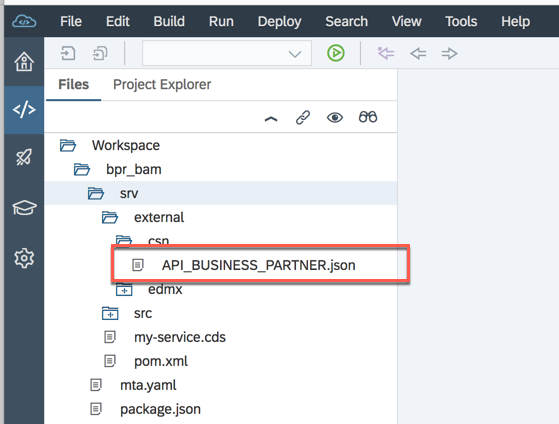 File Edit Build Run Deploy Search View Tools Help
Files Project Explorer
Workspace
bpr_bam
srv
external
csn
API_BUSINESS_PARTNER.json
edmx
src
my-service.cds
pom.xml
mta.yaml
package.json